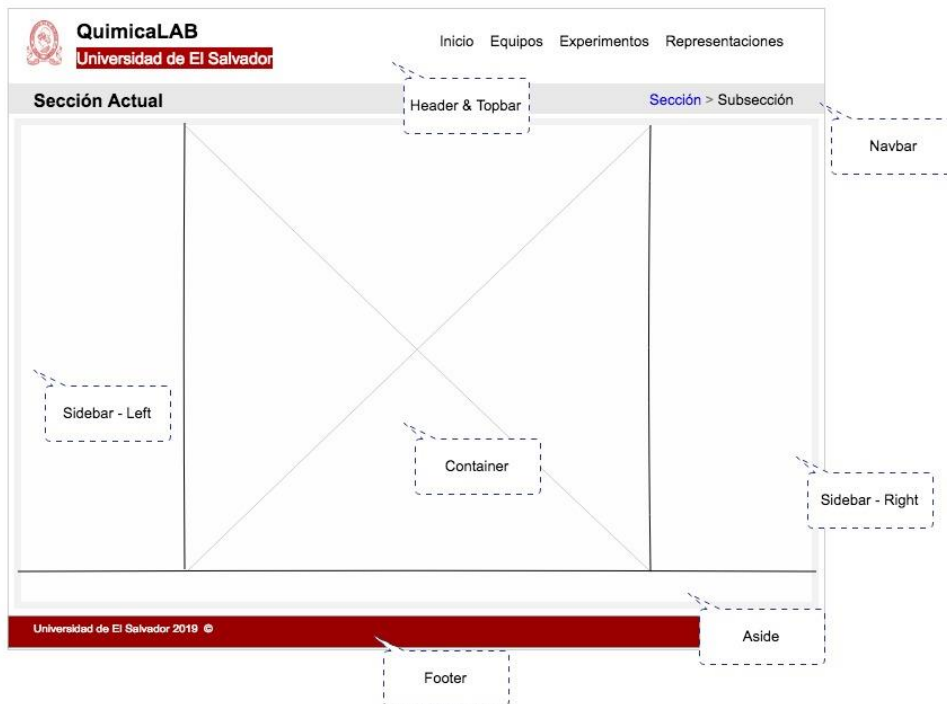 QuimicaLAB
Universidad de El Salvador
Inicio Equipos Experimentos Representaciones
Header & Topbar
Sección Actual
Sección > Subsección
Navbar
Sidebar - Left
Container
Sidebar - Right
Universidad de El Salvador 2019 ©
Aside
Footer